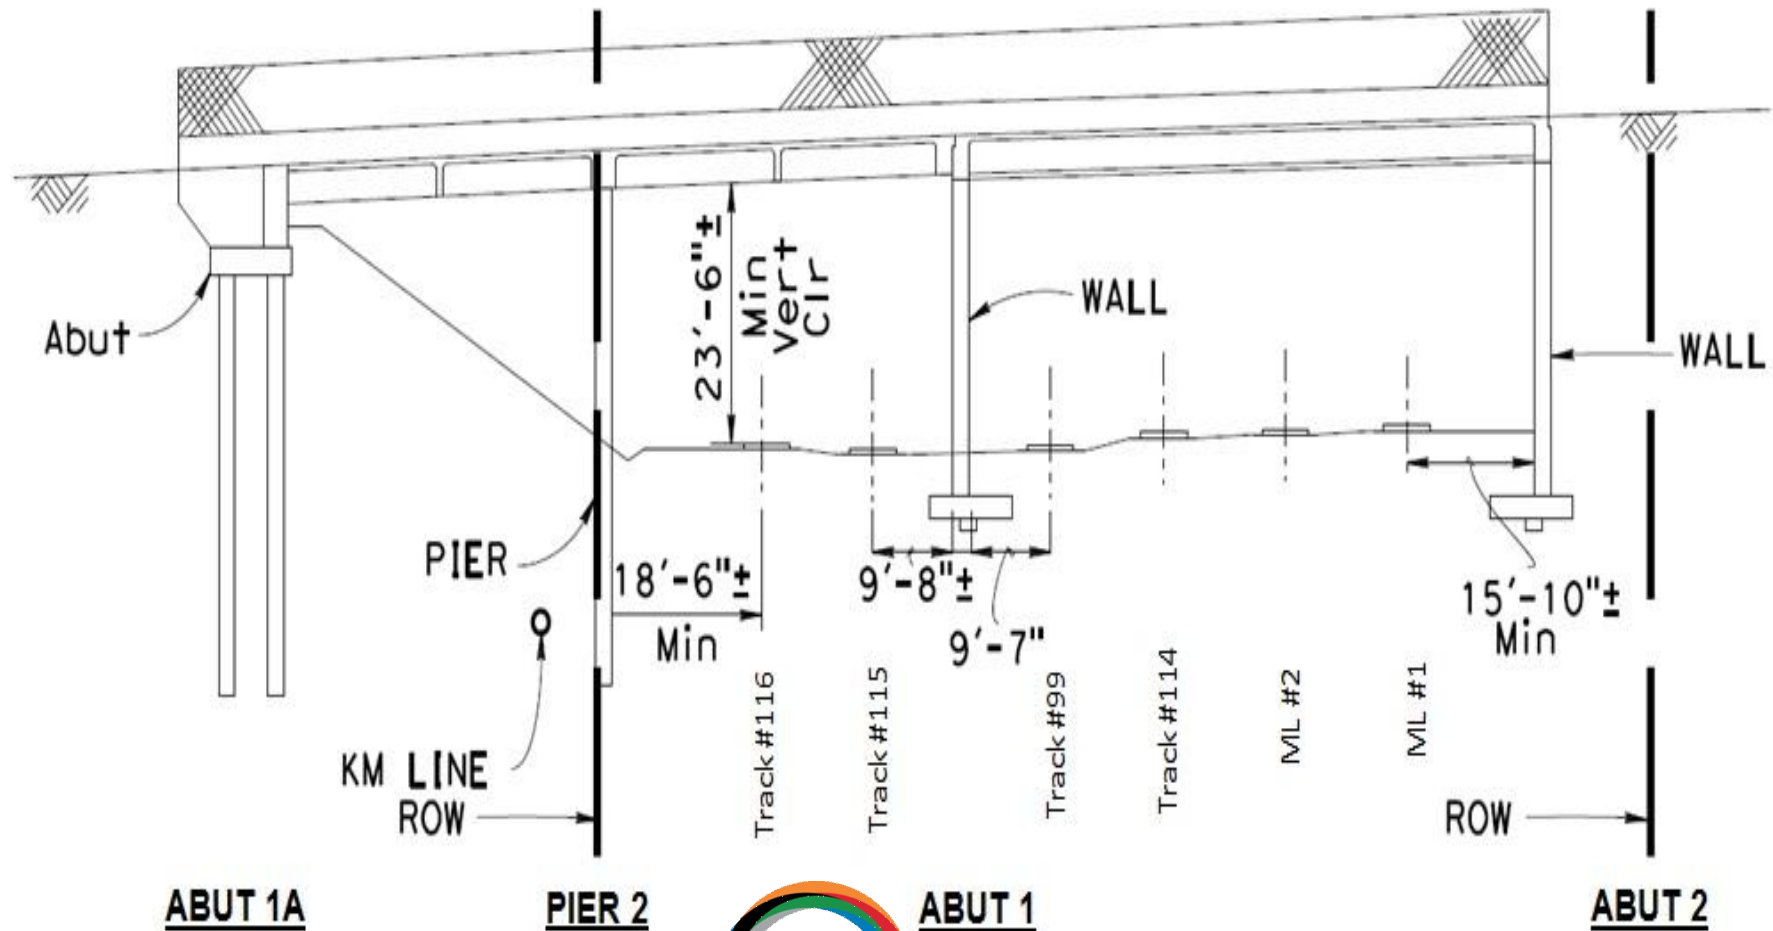 23'-6"±
Min
Vert
Clr
WALL
Abut
WALL
PIER
18'-6"±
Min
9'-8"±
9'-7"
15'-10"±
Min
KM LINE
ROW
Track #116
Track #115
Track #99
Track #114
ML #2
ML #1
ROW
ABUT 1A
PIER 2
ABUT 1
ABUT 2